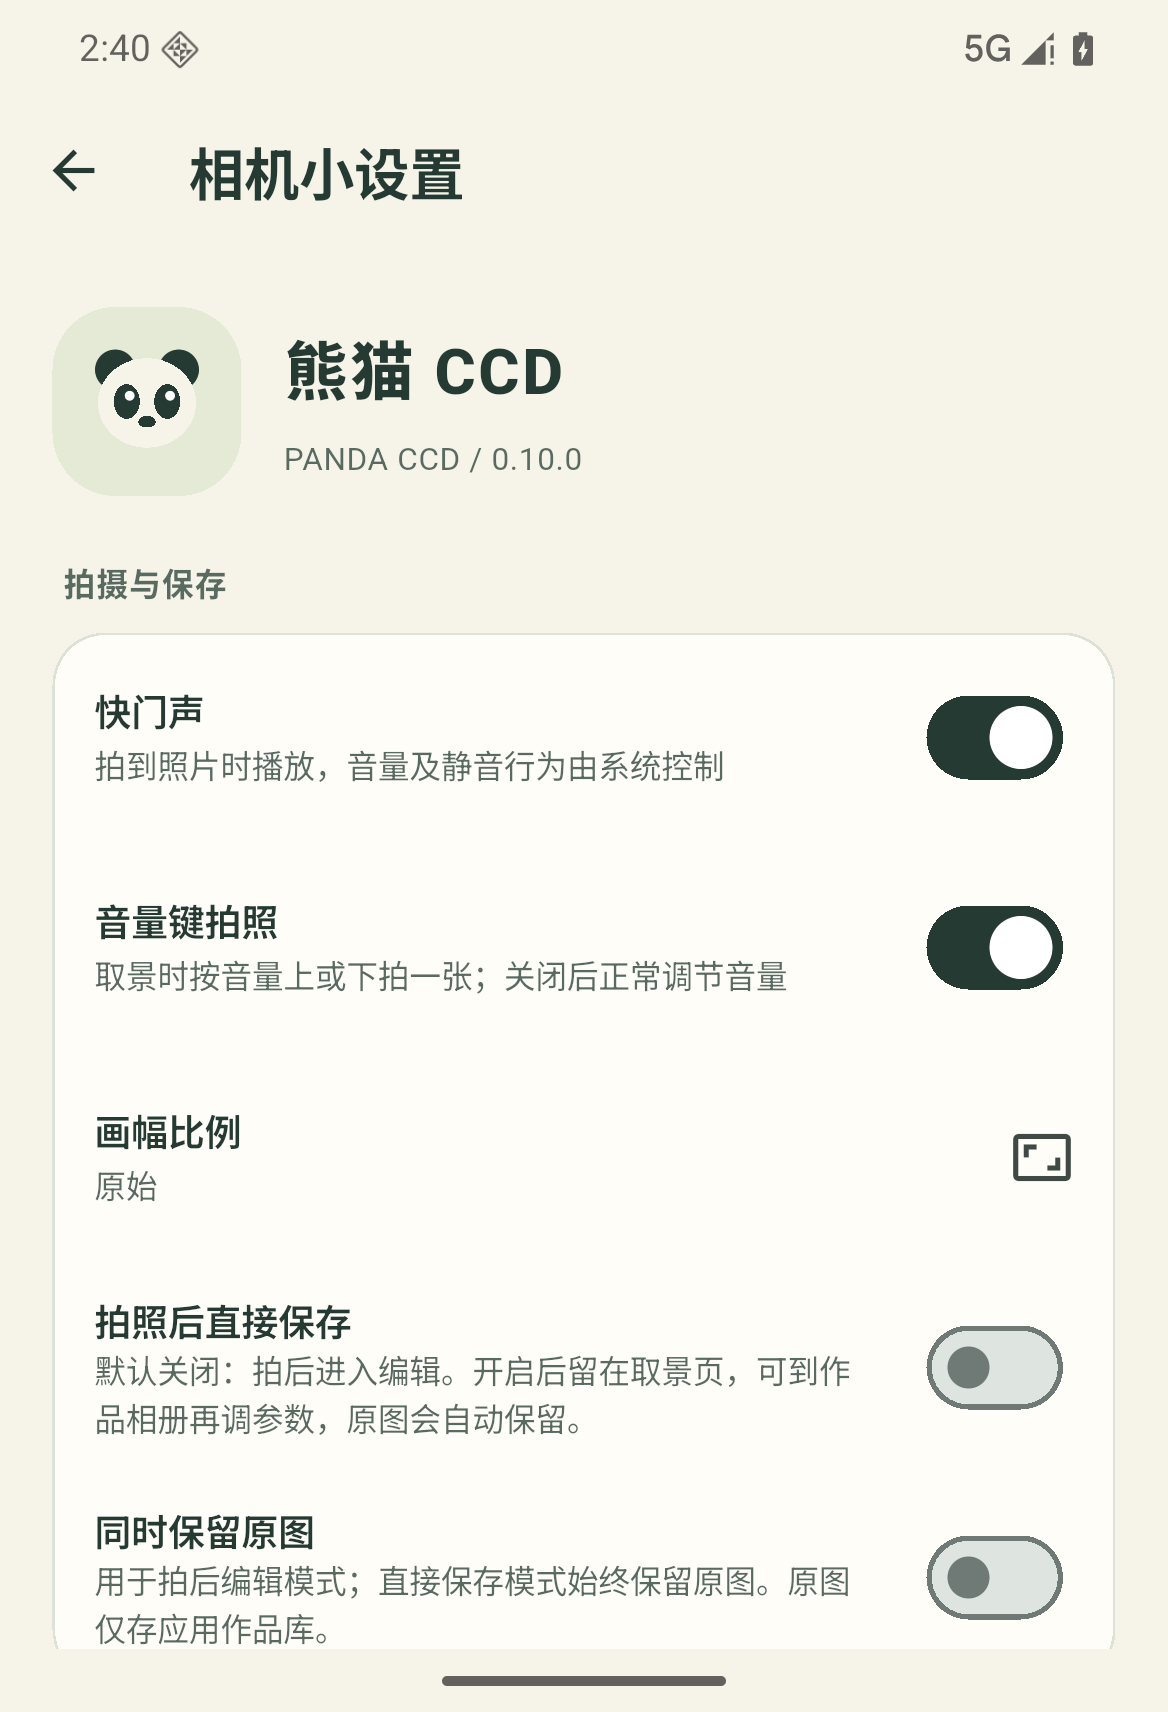 2:40
5G
相机小设置
熊猫 CCD
PANDA CCD / 0.10.0
拍摄与保存
快门声
拍到照片时播放，音量及静音行为由系统控制
音量键拍照
取景时按音量上或下拍一张；关闭后正常调节音量
画幅比例
原始
拍照后直接保存
默认关闭：拍后进入编辑。开启后留在取景页，可到作
品相册再调参数，原图会自动保留。
同时保留原图
用于拍后编辑模式；直接保存模式始终保留原图。原图
仅存应用作品库。